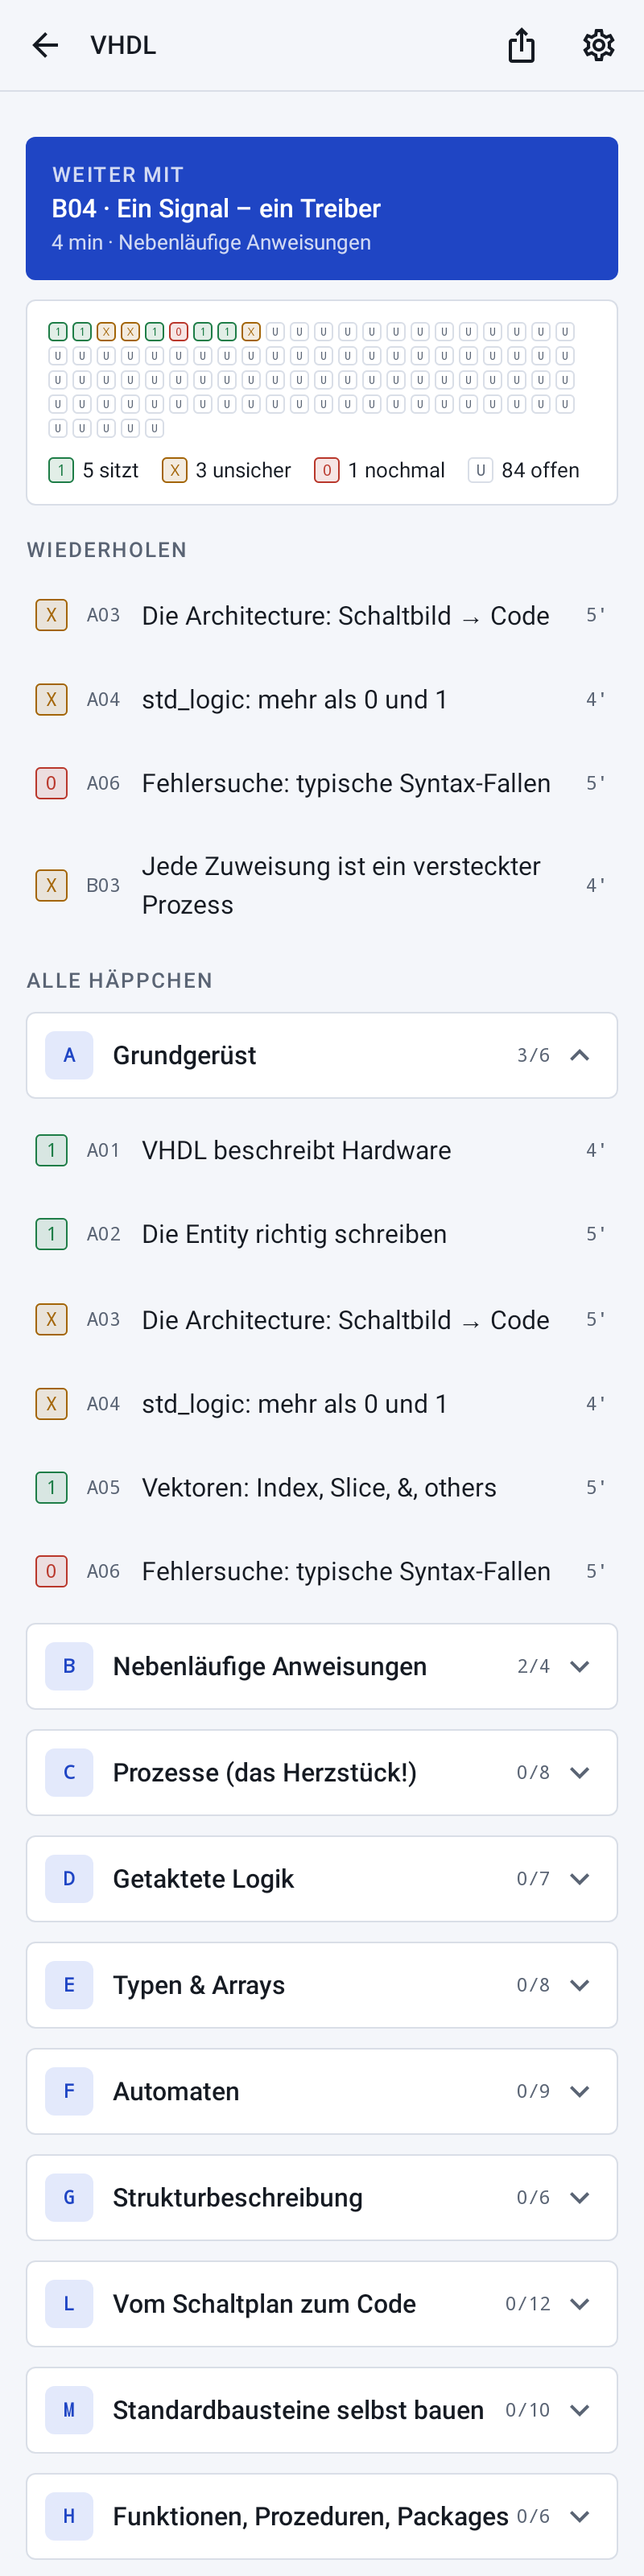 VHDL
WEITER MIT
B04 · Ein Signal – ein Treiber
4 min · Nebenläufige Anweisungen
1 1 X X 1 0 1 1 X U U U U U U U U U U U U U
U U U U U U U U U U U U U U U U U U U U U U
U U U U U U U U U U U U U U U U U U U U U U
U U U U U U U U U U U U U U U U U U U U U U
U U U U U
1 5 sitzt X 3 unsicher 0 1 nochmal U 84 offen
WIEDERHOLEN
X A03 Die Architecture: Schaltbild → Code 5'
X A04 std_logic: mehr als 0 und 1 4'
0 A06 Fehlersuche: typische Syntax-Fallen 5'
X B03 Jede Zuweisung ist ein versteckter
Prozess 4'
ALLE HÄPPCHEN
A Grundgerüst 3/6
1 A01 VHDL beschreibt Hardware 4'
1 A02 Die Entity richtig schreiben 5'
X A03 Die Architecture: Schaltbild → Code 5'
X A04 std_logic: mehr als 0 und 1 4'
1 A05 Vektoren: Index, Slice, &, others 5'
0 A06 Fehlersuche: typische Syntax-Fallen 5'
B Nebenläufige Anweisungen 2/4
C Prozesse (das Herzstück!) 0/8
D Getaktete Logik 0/7
E Typen & Arrays 0/8
F Automaten 0/9
G Strukturbeschreibung 0/6
L Vom Schaltplan zum Code 0/12
M Standardbausteine selbst bauen 0/10
H Funktionen, Prozeduren, Packages 0/6